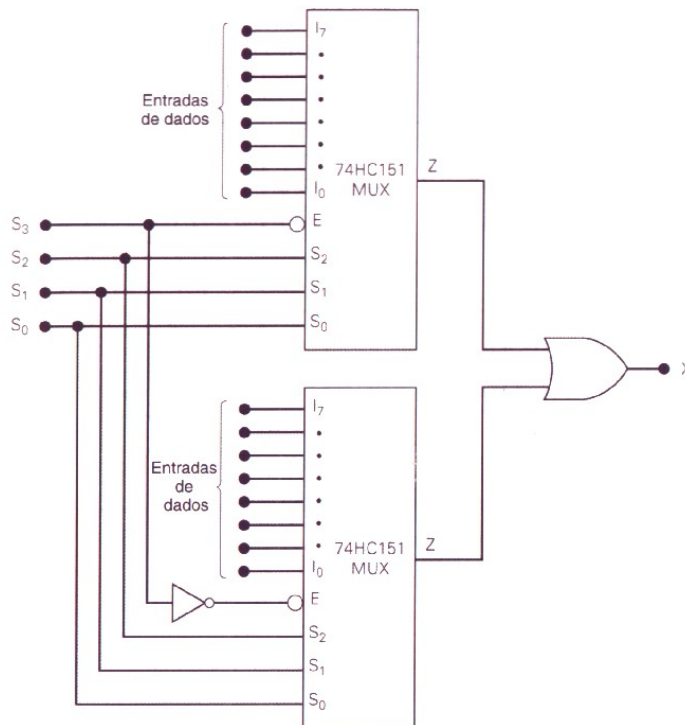 I7
Entradas
de dados
I0
74HC151
MUX
Z
S3
E
S2
S2
S1
S1
S0
S0
X
I7
Entradas
de
dados
I0
74HC151
MUX
Z
E
S2
S1
S0